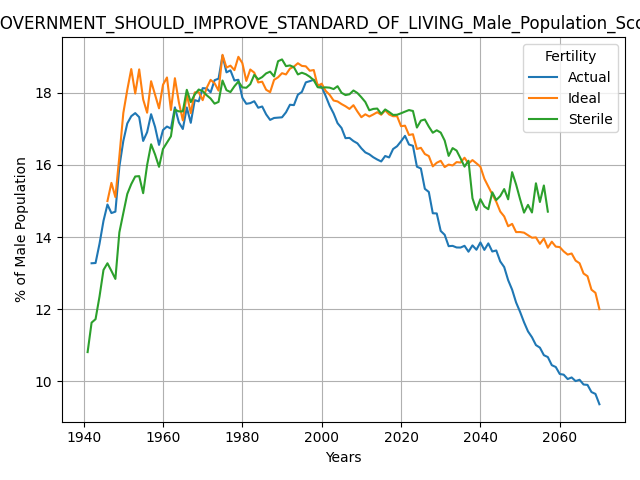 OVERNMENT_SHOULD_IMPROVE_STANDARD_OF_LIVING_Male_Population_Sco
Fertility
Actual
Ideal
Sterile
% of Male Population
18
16
14
12
10
1940 1960 1980 2000 2020 2040 2060
Years